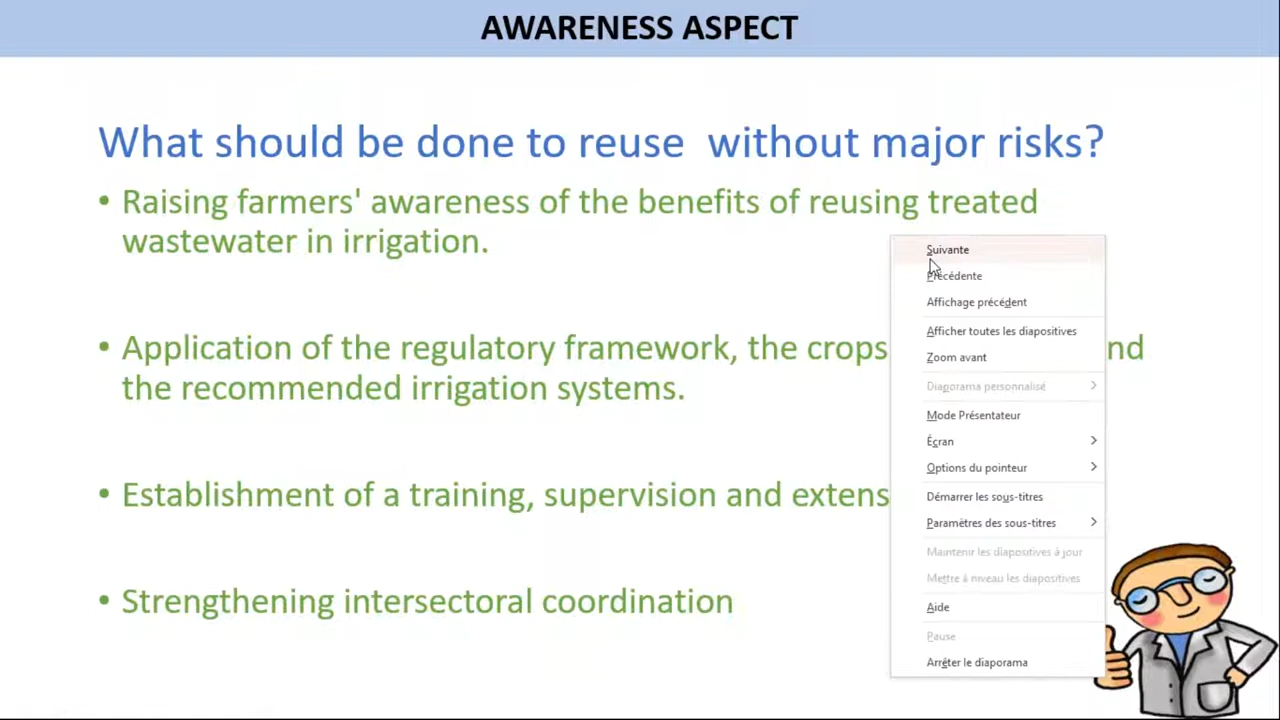 AWARENESS ASPECT
What should be done to reuse without major risks?
• Raising farmers' awareness of the benefits of reusing treated
wastewater in irrigation.
• Application of the regulatory framework, the crops
the recommended irrigation systems.
• Establishment of a training, supervision and
• Strengthening intersectoral coordination
Suivante
Précédente
Affichage précédent
Afficher toutes les diapositives
Zoom avant
Diaporama personnalisé
Mode Présentateur
Écran
Options du pointeur
Démarrer les sous-titres
Paramètres des sous-titres
Maintenir les diapositives à jour
Mettre à niveau les diapositives
Aide
Pause
Arrêter le diaporama